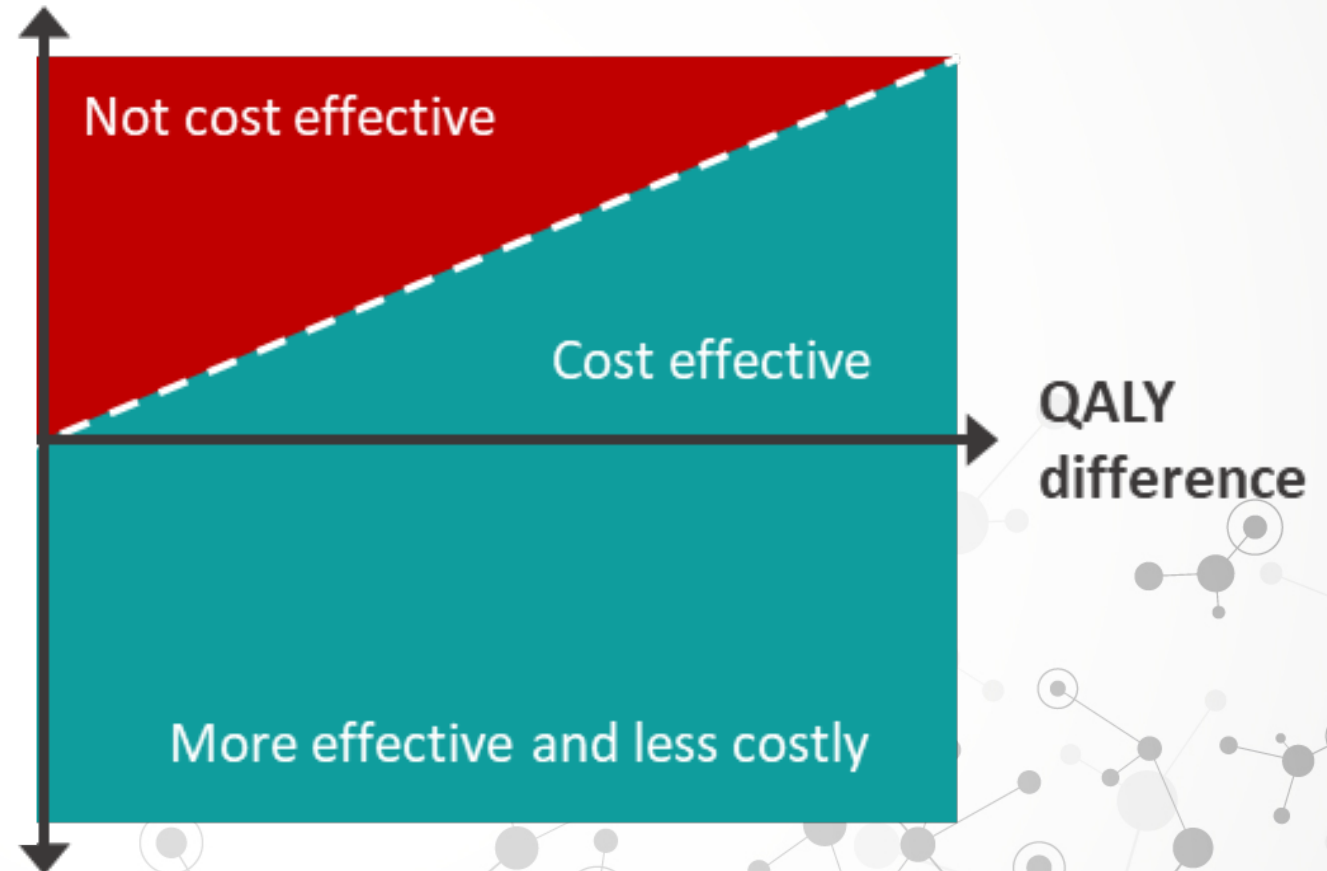 Not cost effective
Cost effective
QALY
difference
More effective and less costly